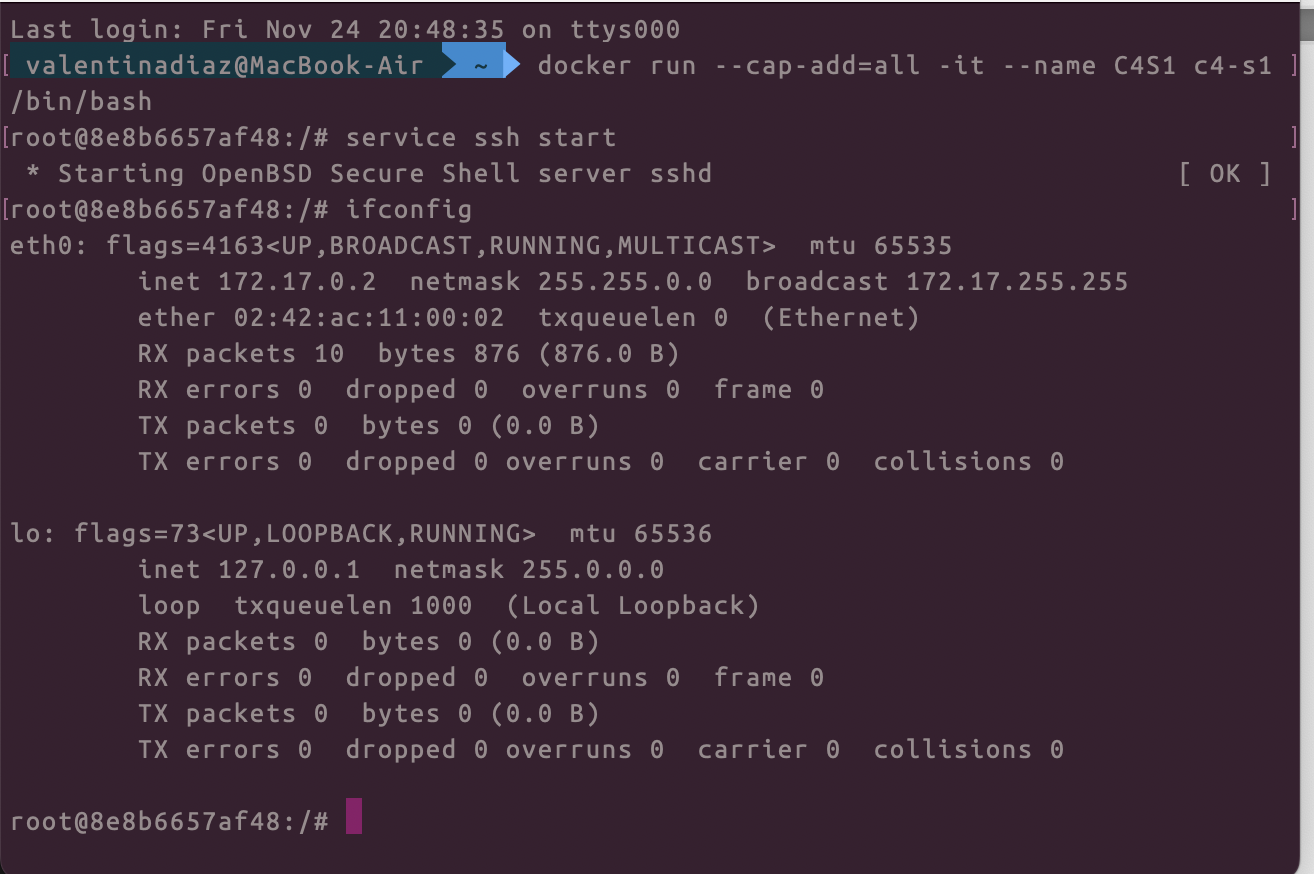 Last login: Fri Nov 24 20:48:35 on ttys000
[ valentinadiaz@MacBook-Air  ~  docker run --cap-add=all -it --name C4S1 c4-s1 ]
/bin/bash
[root@8e8b6657af48:/# service ssh start ]
 * Starting OpenBSD Secure Shell server sshd [ OK ]
[root@8e8b6657af48:/# ifconfig ]
eth0: flags=4163<UP,BROADCAST,RUNNING,MULTICAST>  mtu 65535
        inet 172.17.0.2  netmask 255.255.0.0  broadcast 172.17.255.255
        ether 02:42:ac:11:00:02  txqueuelen 0  (Ethernet)
        RX packets 10  bytes 876 (876.0 B)
        RX errors 0  dropped 0  overruns 0  frame 0
        TX packets 0  bytes 0 (0.0 B)
        TX errors 0  dropped 0 overruns 0  carrier 0  collisions 0

lo: flags=73<UP,LOOPBACK,RUNNING>  mtu 65536
        inet 127.0.0.1  netmask 255.0.0.0
        loop  txqueuelen 1000  (Local Loopback)
        RX packets 0  bytes 0 (0.0 B)
        RX errors 0  dropped 0  overruns 0  frame 0
        TX packets 0  bytes 0 (0.0 B)
        TX errors 0  dropped 0 overruns 0  carrier 0  collisions 0

root@8e8b6657af48:/#